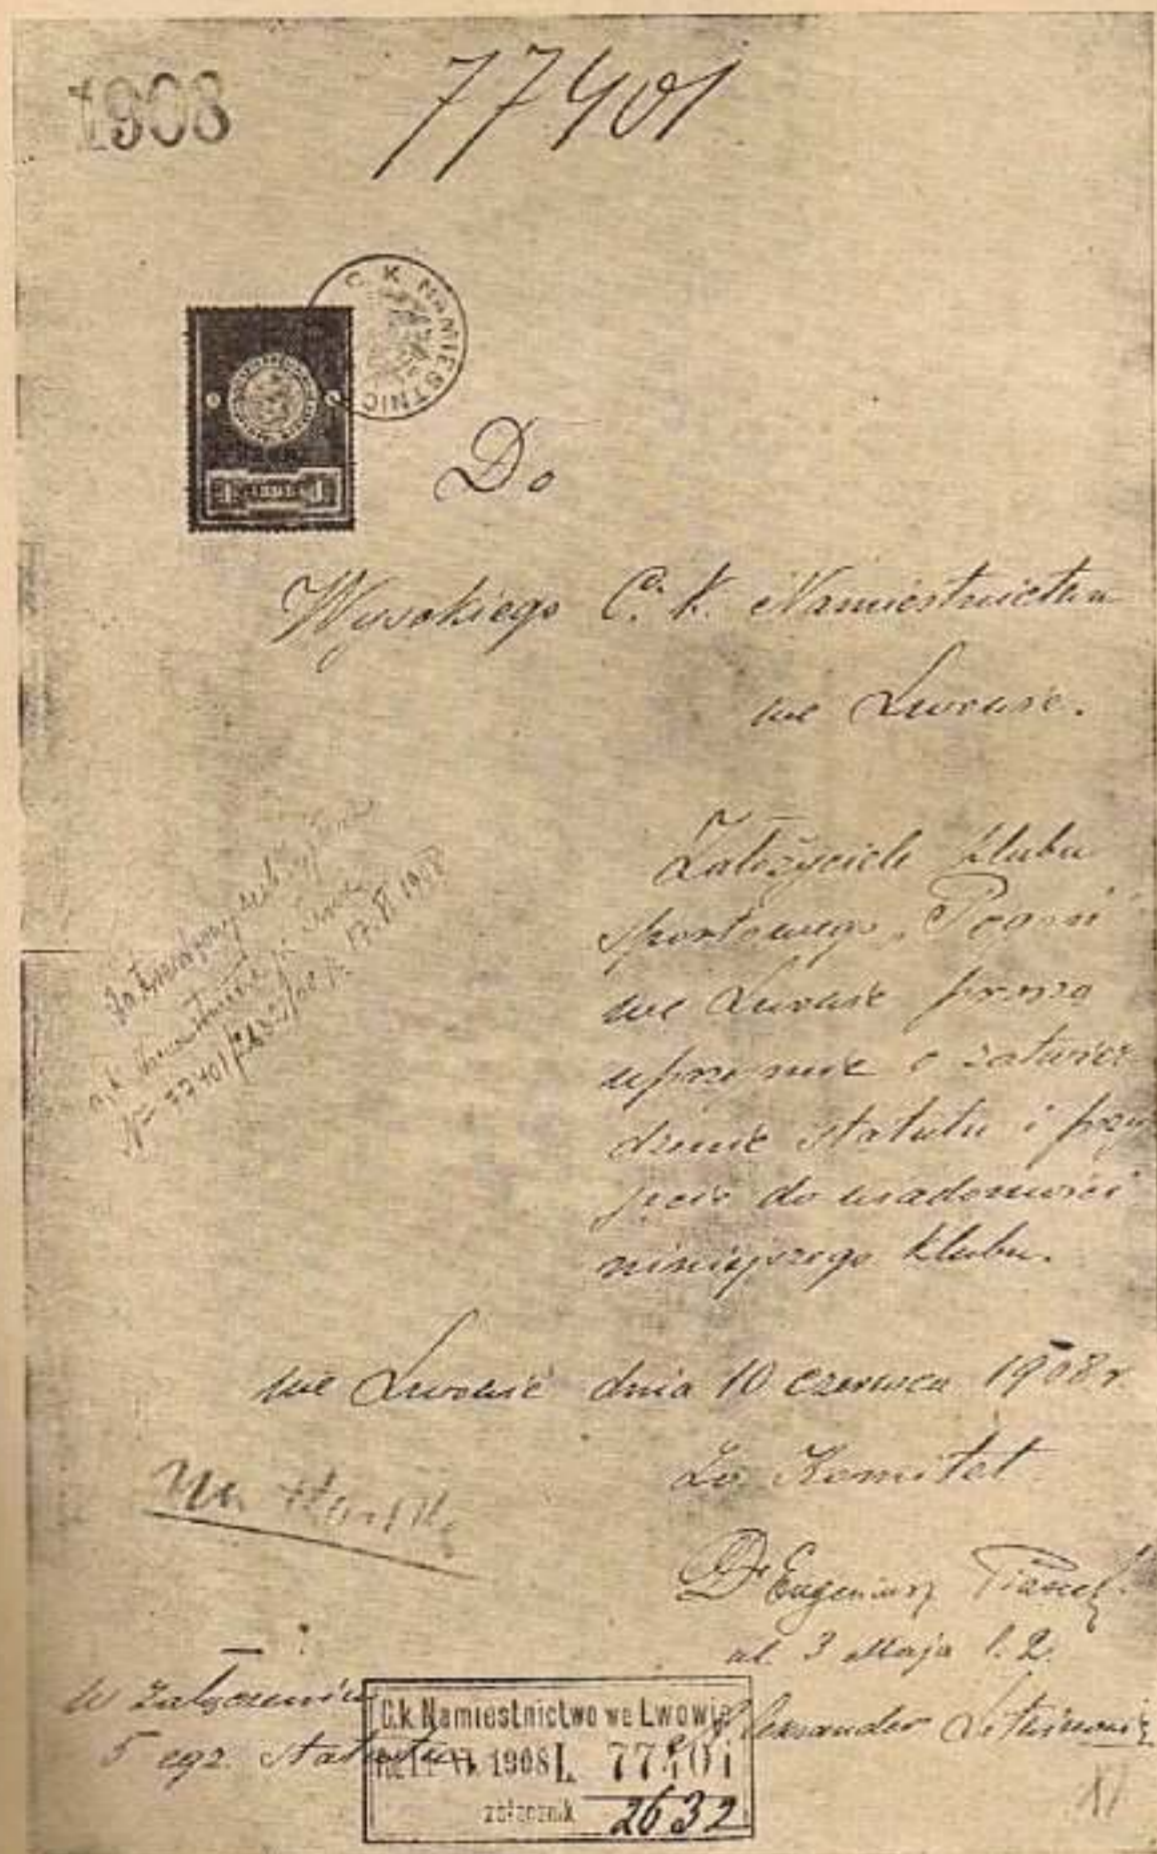 1908
77401
C. K. NAMIESTNIC
Do
Wysokiego C. K. Namiestnictwa
we Lwowie.
Założyciele klubu
sportowego „Pogoń”
we Lwowie proszą
uprzejmie o zatwier
dzenie statutu i przy
jęcie do wiadomości
niniejszego klubu.
we Lwowie dnia 10 czerwca 1908 r
Za Komitet
Dr Eugeniusz Piasecki
ul. 3 Maja l. 2.
Aleksander Litwinowicz
w załączeniu
5 egz. Statutu
C.k. Namiestnictwo we Lwowie
1908 L. 77401
załącznik 2632